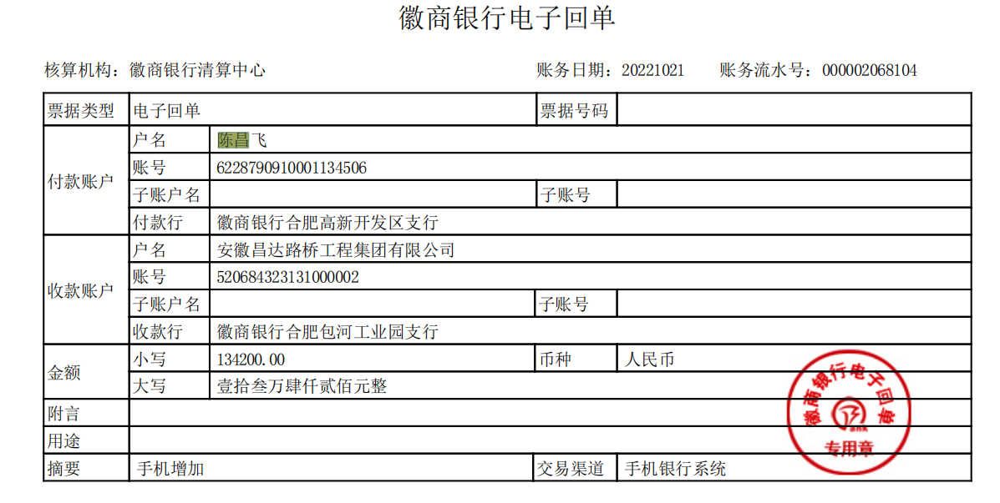 徽商银行电子回单
核算机构：徽商银行清算中心 账务日期：20221021 账务流水号：000002068104
票据类型 电子回单 票据号码
付款账户
户名 陈昌飞
账号 6228790910001134506
子账户名 子账号
付款行 徽商银行合肥高新开发区支行
收款账户
户名 安徽昌达路桥工程集团有限公司
账号 520684323131000002
子账户名 子账号
收款行 徽商银行合肥包河工业园支行
金额
小写 134200.00 币种 人民币
大写 壹拾叁万肆仟贰佰元整
附言
用途
摘要 手机增加 交易渠道 手机银行系统
徽商银行电子回单
Bank
专用章